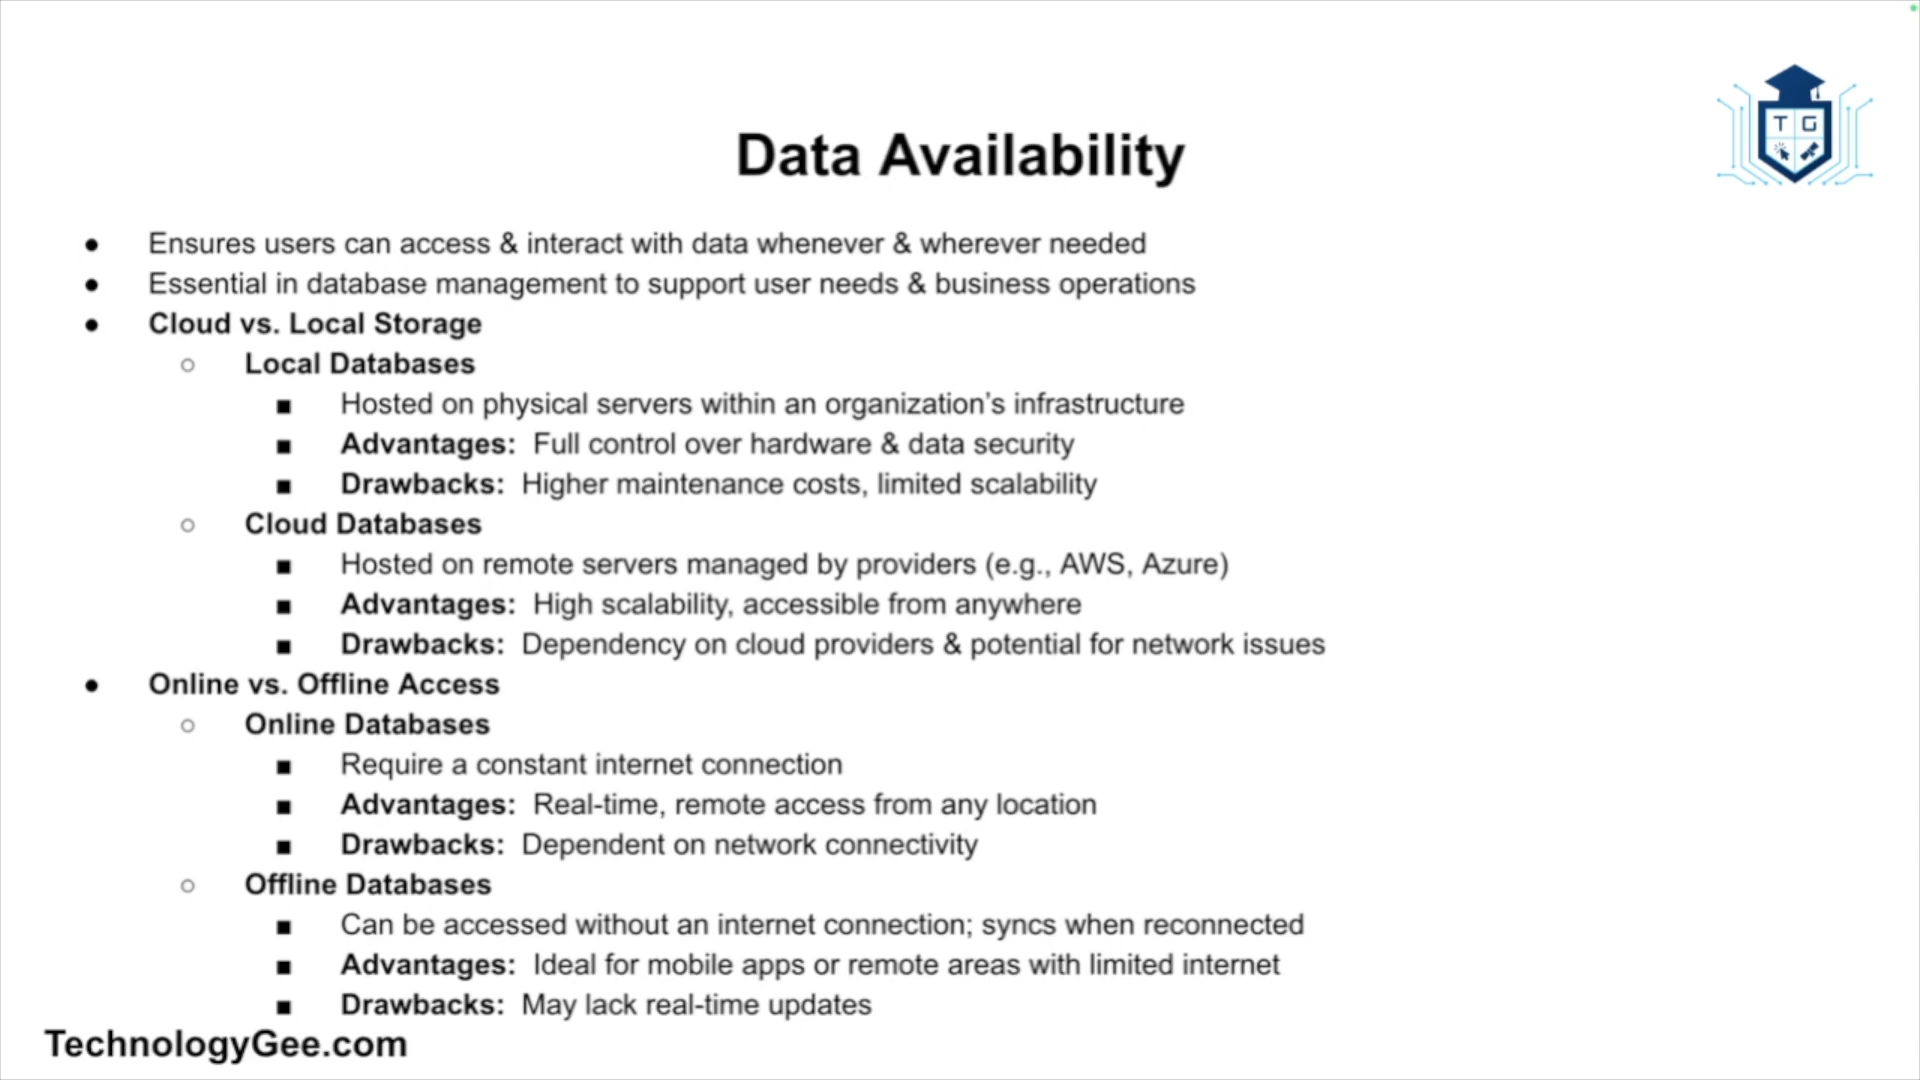 T G
Data Availability
● Ensures users can access & interact with data whenever & wherever needed
● Essential in database management to support user needs & business operations
● Cloud vs. Local Storage
○ Local Databases
■ Hosted on physical servers within an organization’s infrastructure
■ Advantages: Full control over hardware & data security
■ Drawbacks: Higher maintenance costs, limited scalability
○ Cloud Databases
■ Hosted on remote servers managed by providers (e.g., AWS, Azure)
■ Advantages: High scalability, accessible from anywhere
■ Drawbacks: Dependency on cloud providers & potential for network issues
● Online vs. Offline Access
○ Online Databases
■ Require a constant internet connection
■ Advantages: Real-time, remote access from any location
■ Drawbacks: Dependent on network connectivity
○ Offline Databases
■ Can be accessed without an internet connection; syncs when reconnected
■ Advantages: Ideal for mobile apps or remote areas with limited internet
■ Drawbacks: May lack real-time updates
TechnologyGee.com